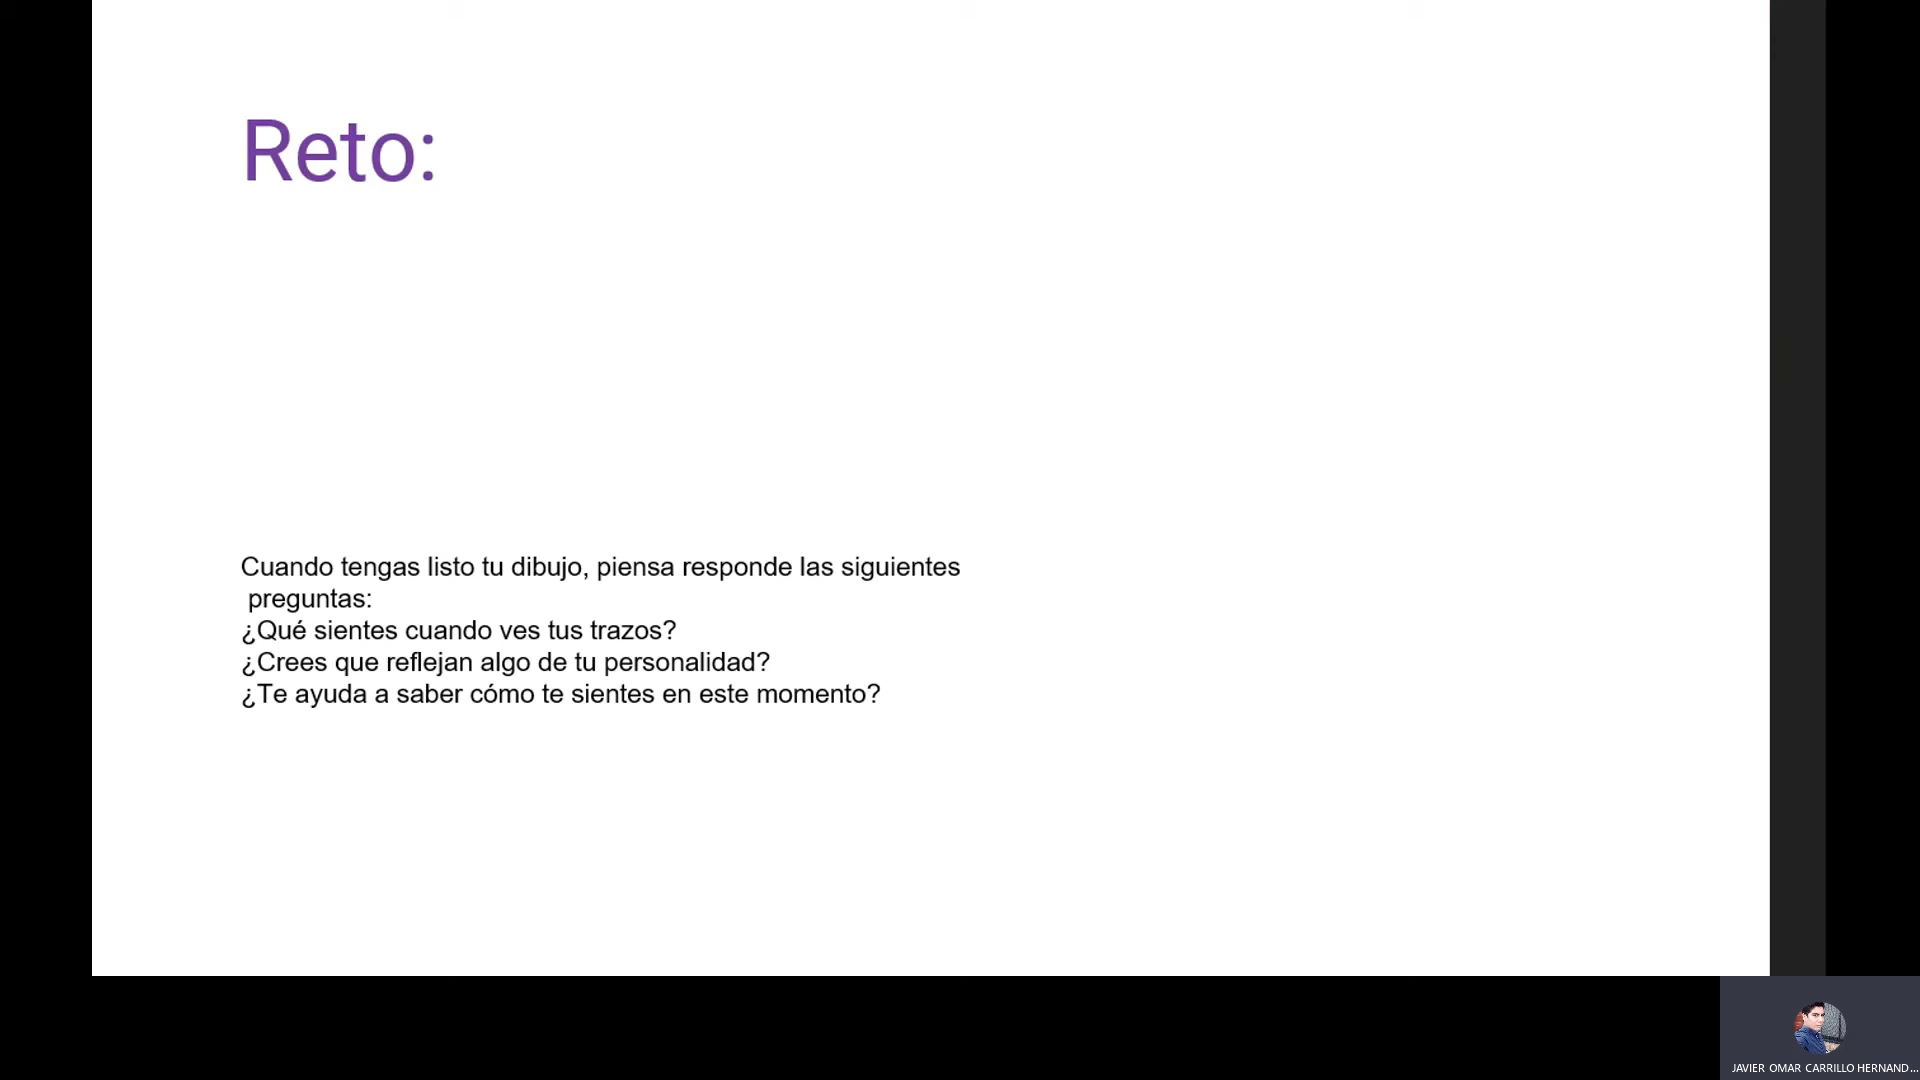 Reto:
Cuando tengas listo tu dibujo, piensa responde las siguientes
preguntas:
¿Qué sientes cuando ves tus trazos?
¿Crees que reflejan algo de tu personalidad?
¿Te ayuda a saber cómo te sientes en este momento?
JAVIER OMAR CARRILLO HERNAND...